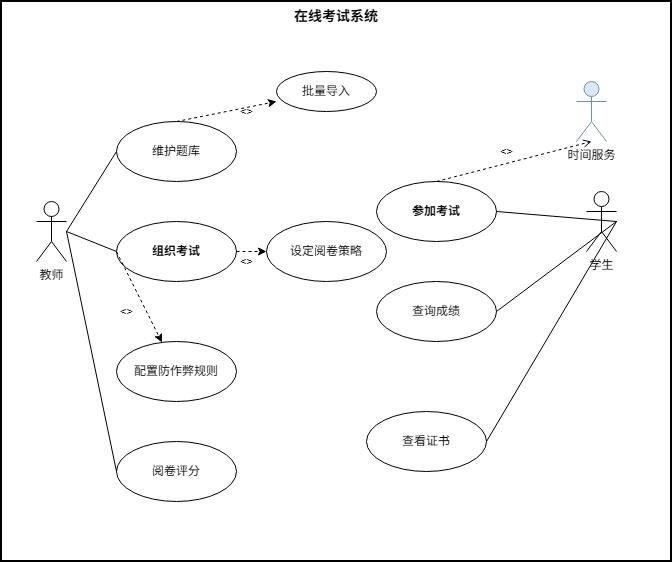 在线考试系统
批量导入
<>
维护题库
<>
时间服务
参加考试
教师
组织考试
<>
设定阅卷策略
学生
<>
查询成绩
配置防作弊规则
查看证书
阅卷评分